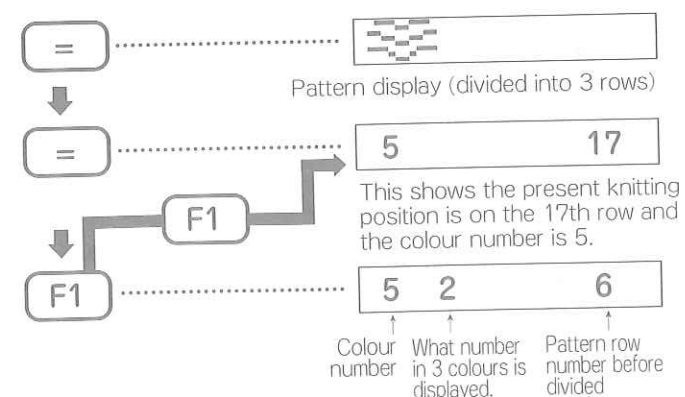 =
Pattern display (divided into 3 rows)
=
5 17
This shows the present knitting
position is on the 17th row and
the colour number is 5.
F1
F1
5 2 6
Colour
number
What number
in 3 colours is
displayed.
Pattern row
number before
divided